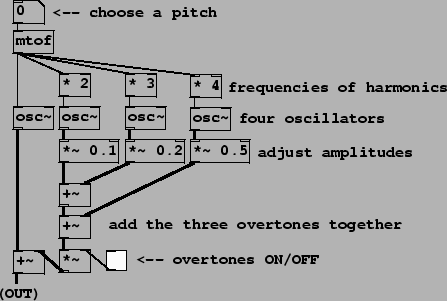 0 <-- choose a pitch
mtof
* 2 * 3 * 4 frequencies of harmonics
osc~ osc~ osc~ osc~ four oscillators
*~ 0.1 *~ 0.2 *~ 0.5 adjust amplitudes
+~
+~ add the three overtones together
+~ *~ <-- overtones ON/OFF
(OUT)